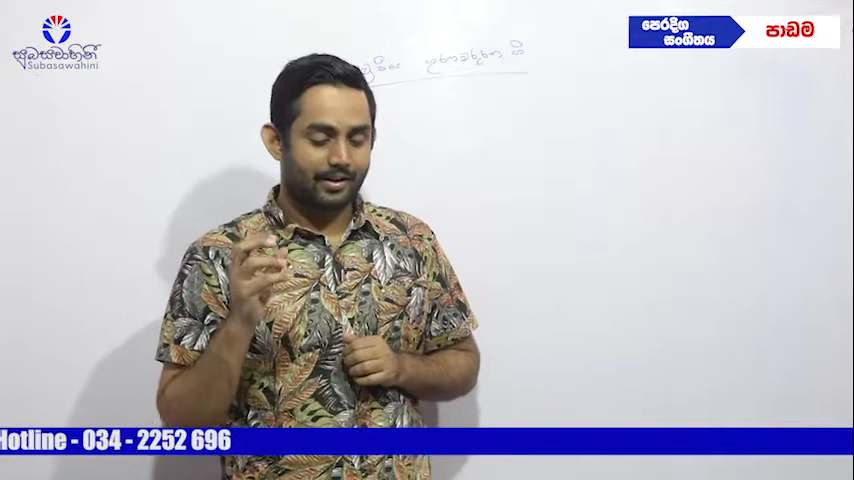 සුබසවාහිනී
Subasawahini
පෙරදිග
සංගීතය
පාඩම
Hotline - 034 - 2252 696